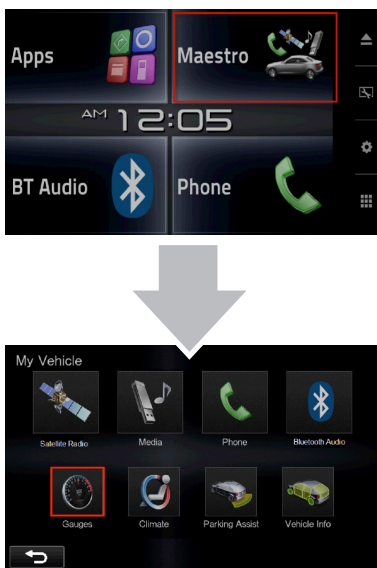 Apps
Maestro
AM 12:05
BT Audio
Phone
My Vehicle
Satellite Radio
Media
Phone
Bluetooth Audio
Gauges
Climate
Parking Assist
Vehicle Info